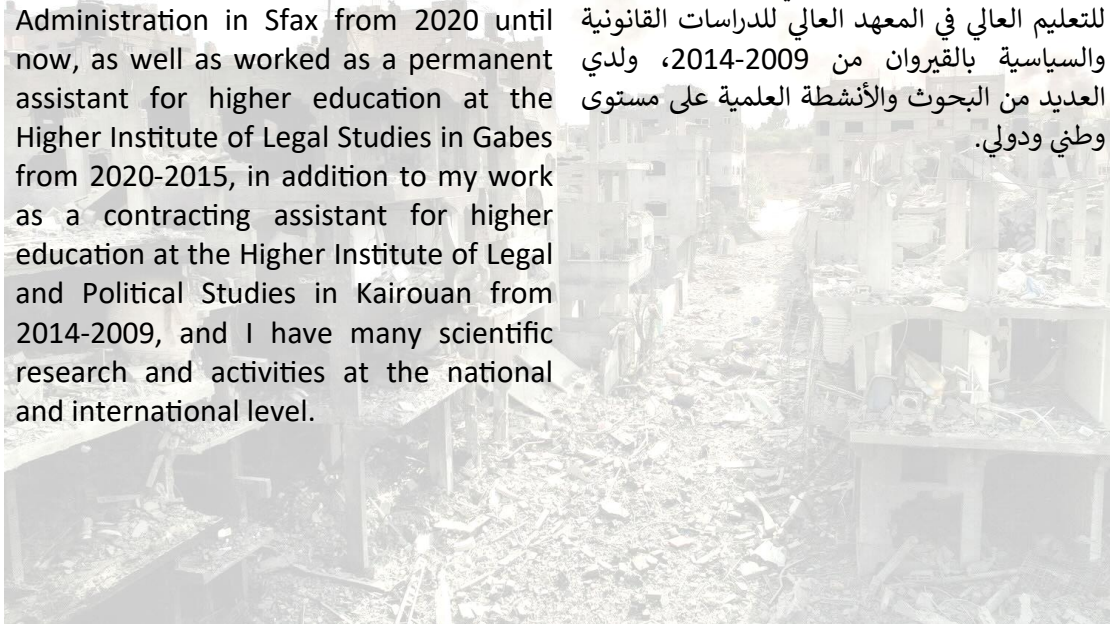 Administration in Sfax from 2020 until
now, as well as worked as a permanent
assistant for higher education at the
Higher Institute of Legal Studies in Gabes
from 2020-2015, in addition to my work
as a contracting assistant for higher
education at the Higher Institute of Legal
and Political Studies in Kairouan from
2014-2009, and I have many scientific
research and activities at the national
and international level.
للتعليم العالي في المعهد العالي للدراسات القانونية
والسياسية بالقيروان من 2009-2014، ولدي
العديد من البحوث والأنشطة العلمية على مستوى
وطني ودولي.